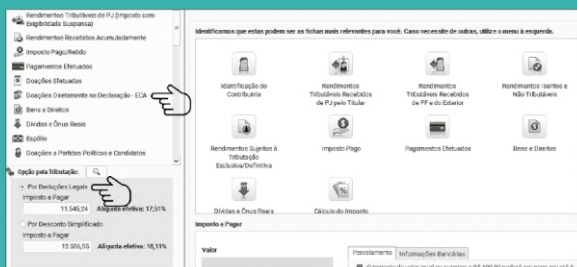 Rendimentos Tributáveis de PJ (Imposto com
Exigibilidade Suspensa)
Rendimentos Recebidos Acumuladamente
Imposto Pago/Retido
Pagamentos Efetuados
Doações Efetuadas
Doações Diretamente na Declaração - ECA
Bens e Direitos
Dívidas e Ônus Reais
Espólio
Doações a Partidos Políticos e Candidatos
Opção pela Tributação:
Por Deduções Legais
Imposto a Pagar
11.545,24 Alíquota efetiva: 17,51%
Por Desconto Simplificado
Imposto a Pagar
12.506,55 Alíquota efetiva: 18,11%
Identificamos que estas podem ser as fichas mais relevantes para você. Caso necessite de outras, utilize o menu à esquerda.
Identificação do
Contribuinte
Rendimentos
Tributáveis Recebidos
de PJ pelo Titular
Rendimentos
Tributáveis Recebidos
de PF e do Exterior
Rendimentos Isentos e
Não Tributáveis
Rendimentos Sujeitos à
Tributação
Exclusiva/Definitiva
Imposto Pago
Pagamentos Efetuados
Bens e Direitos
Dívidas e Ônus Reais
Cálculo do Imposto
Imposto a Pagar
Valor
Parcelamento
Informações Bancárias